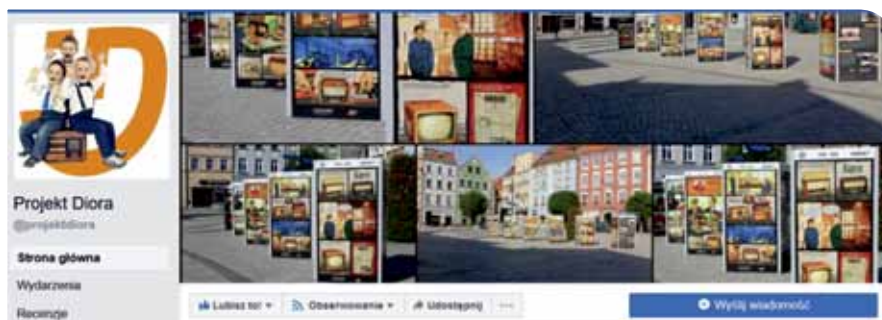 Projekt Diora
@projektdiora
Strona główna
Wydarzenia
Recenzje
Lubisz to!
Obserwowanie
Udostępnij
Wyślij wiadomość